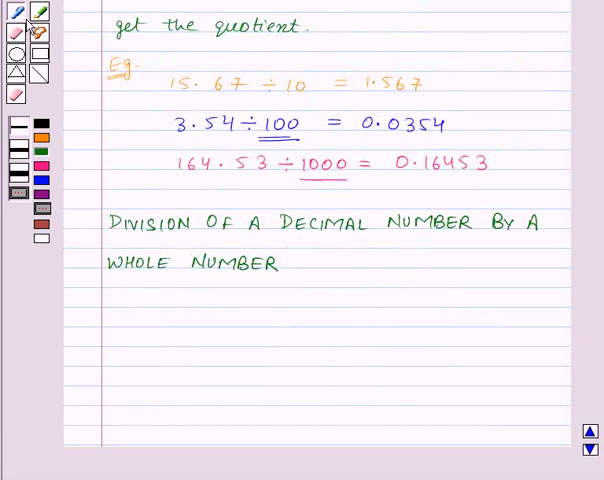 get the quotient.
Eg.
15.67 ÷ 10 = 1.567
3.54 ÷ 100 = 0.0354
164.53 ÷ 1000 = 0.16453
DIVISION OF A DECIMAL NUMBER BY A
WHOLE NUMBER